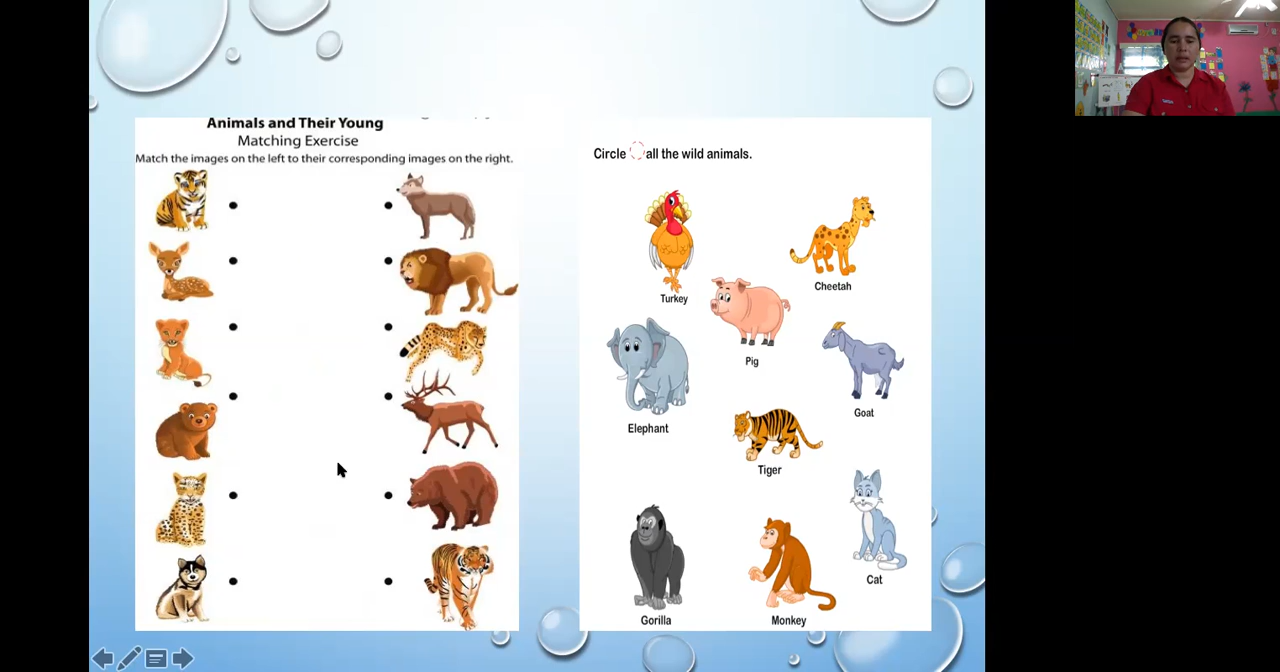 Animals and Their Young
Matching Exercise
Match the images on the left to their corresponding images on the right.
Circle all the wild animals.
Turkey
Cheetah
Pig
Goat
Elephant
Tiger
Cat
Gorilla
Monkey